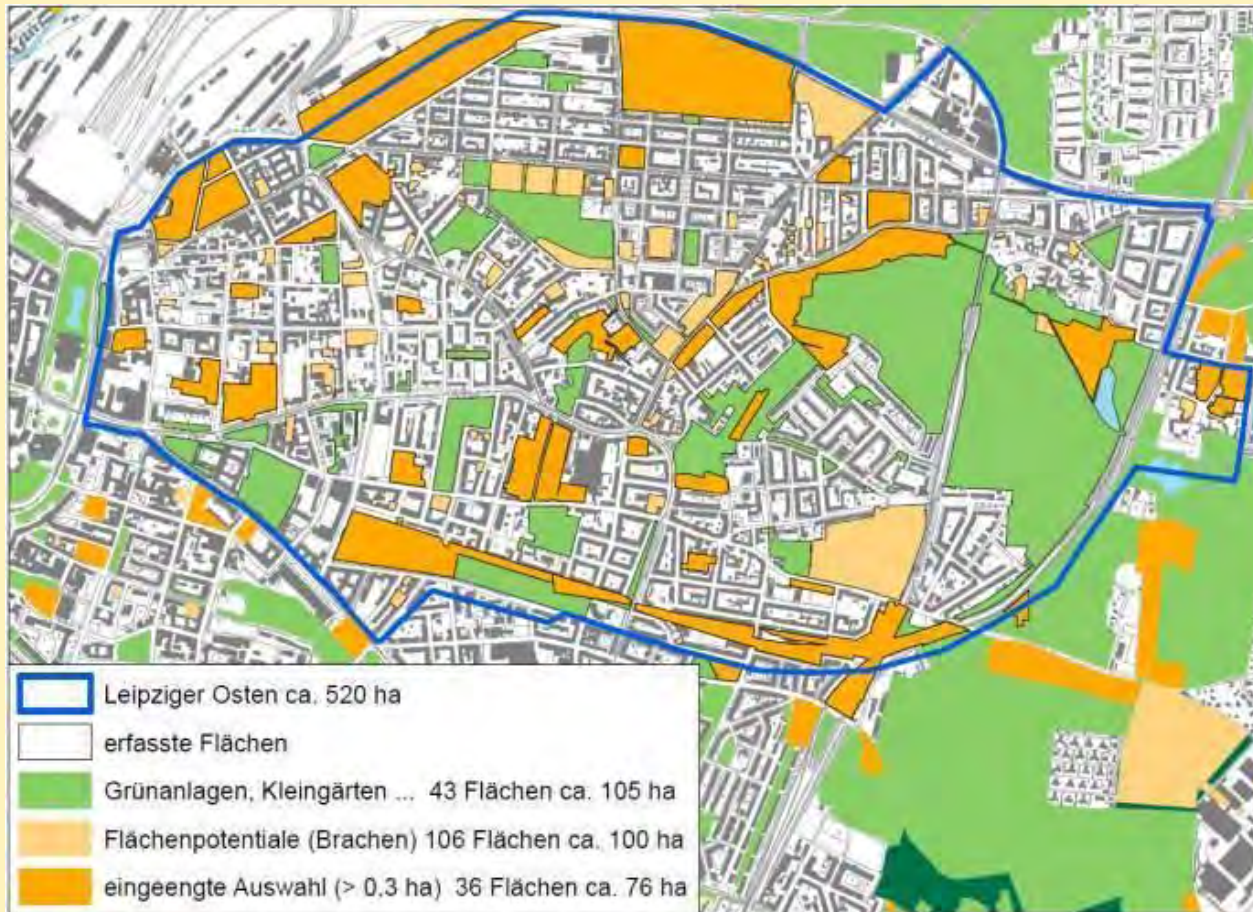 Leipziger Osten ca. 520 ha
erfasste Flächen
Grünanlagen, Kleingärten ... 43 Flächen ca. 105 ha
Flächenpotentiale (Brachen) 106 Flächen ca. 100 ha
eingeengte Auswahl (> 0,3 ha) 36 Flächen ca. 76 ha